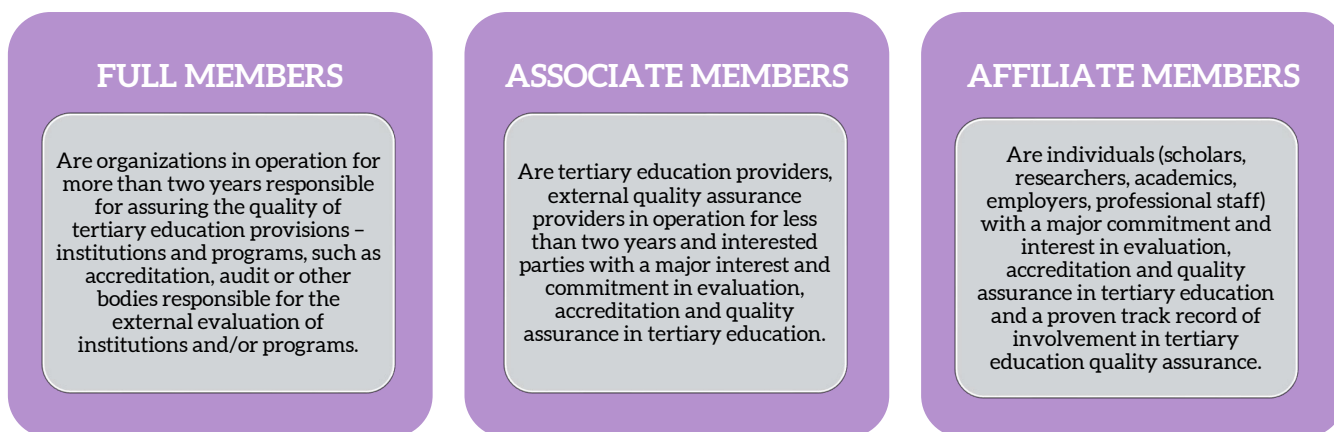 FULL MEMBERS
Are organizations in operation for
more than two years responsible
for assuring the quality of
tertiary education provisions –
institutions and programs, such as
accreditation, audit or other
bodies responsible for the
external evaluation of
institutions and/or programs.
ASSOCIATE MEMBERS
Are tertiary education providers,
external quality assurance
providers in operation for less
than two years and interested
parties with a major interest and
commitment in evaluation,
accreditation and quality
assurance in tertiary education.
AFFILIATE MEMBERS
Are individuals (scholars,
researchers, academics,
employers, professional staff)
with a major commitment and
interest in evaluation,
accreditation and quality
assurance in tertiary education
and a proven track record of
involvement in tertiary
education quality assurance.